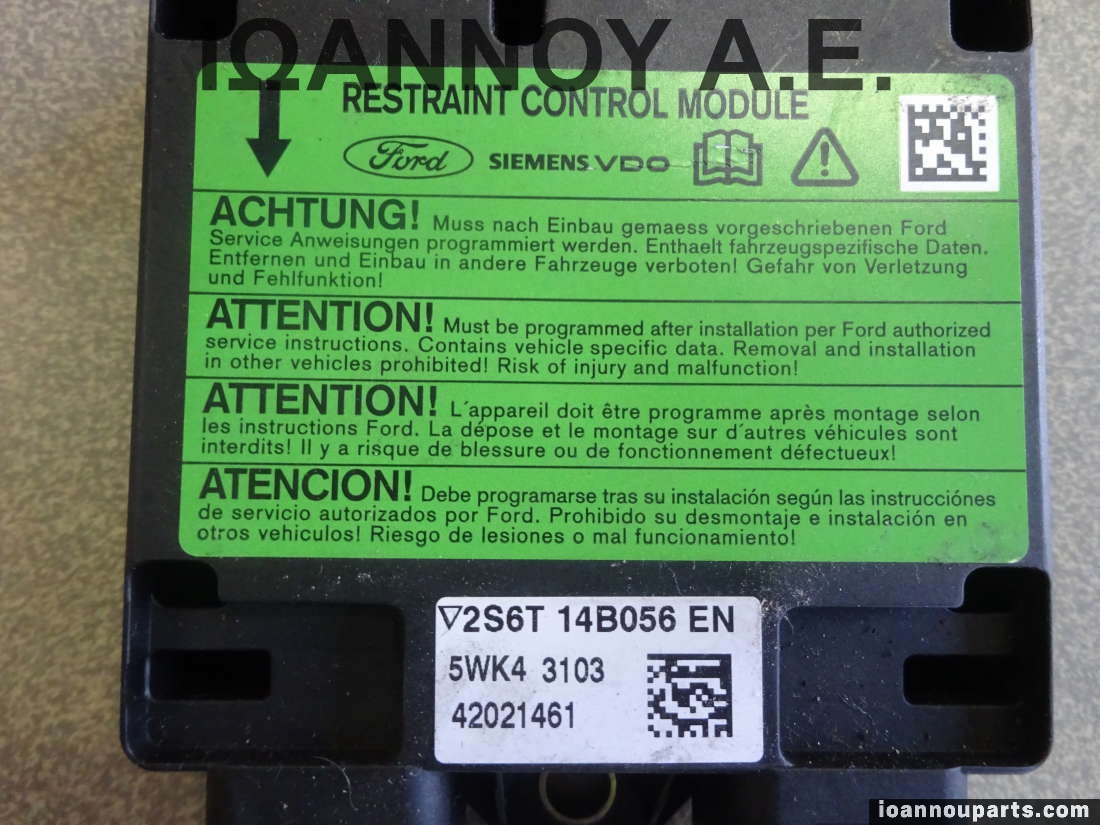 ΙΩΑΝΝΟΥ Α.Ε.
RESTRAINT CONTROL MODULE
Ford SIEMENS VDO
ACHTUNG! Muss nach Einbau gemaess vorgeschriebenen Ford
Service Anweisungen programmiert werden. Enthaelt fahrzeugspezifische Daten.
Entfernen und Einbau in andere Fahrzeuge verboten! Gefahr von Verletzung
und Fehlfunktion!
ATTENTION! Must be programmed after installation per Ford authorized
service instructions. Contains vehicle specific data. Removal and installation
in other vehicles prohibited! Risk of injury and malfunction!
ATTENTION! L´appareil doit être programme après montage selon
les instructions Ford. La dépose et le montage sur d´autres véhicules sont
interdits! Il y a risque de blessure ou de fonctionnement défectueux!
ATENCION! Debe programarse tras su instalación según las instrucciónes
de servicio autorizados por Ford. Prohibido su desmontaje e instalación en
otros vehiculos! Riesgo de lesiones o mal funcionamiento!
2S6T 14B056 EN
5WK4 3103
42021461
ioannouparts.com